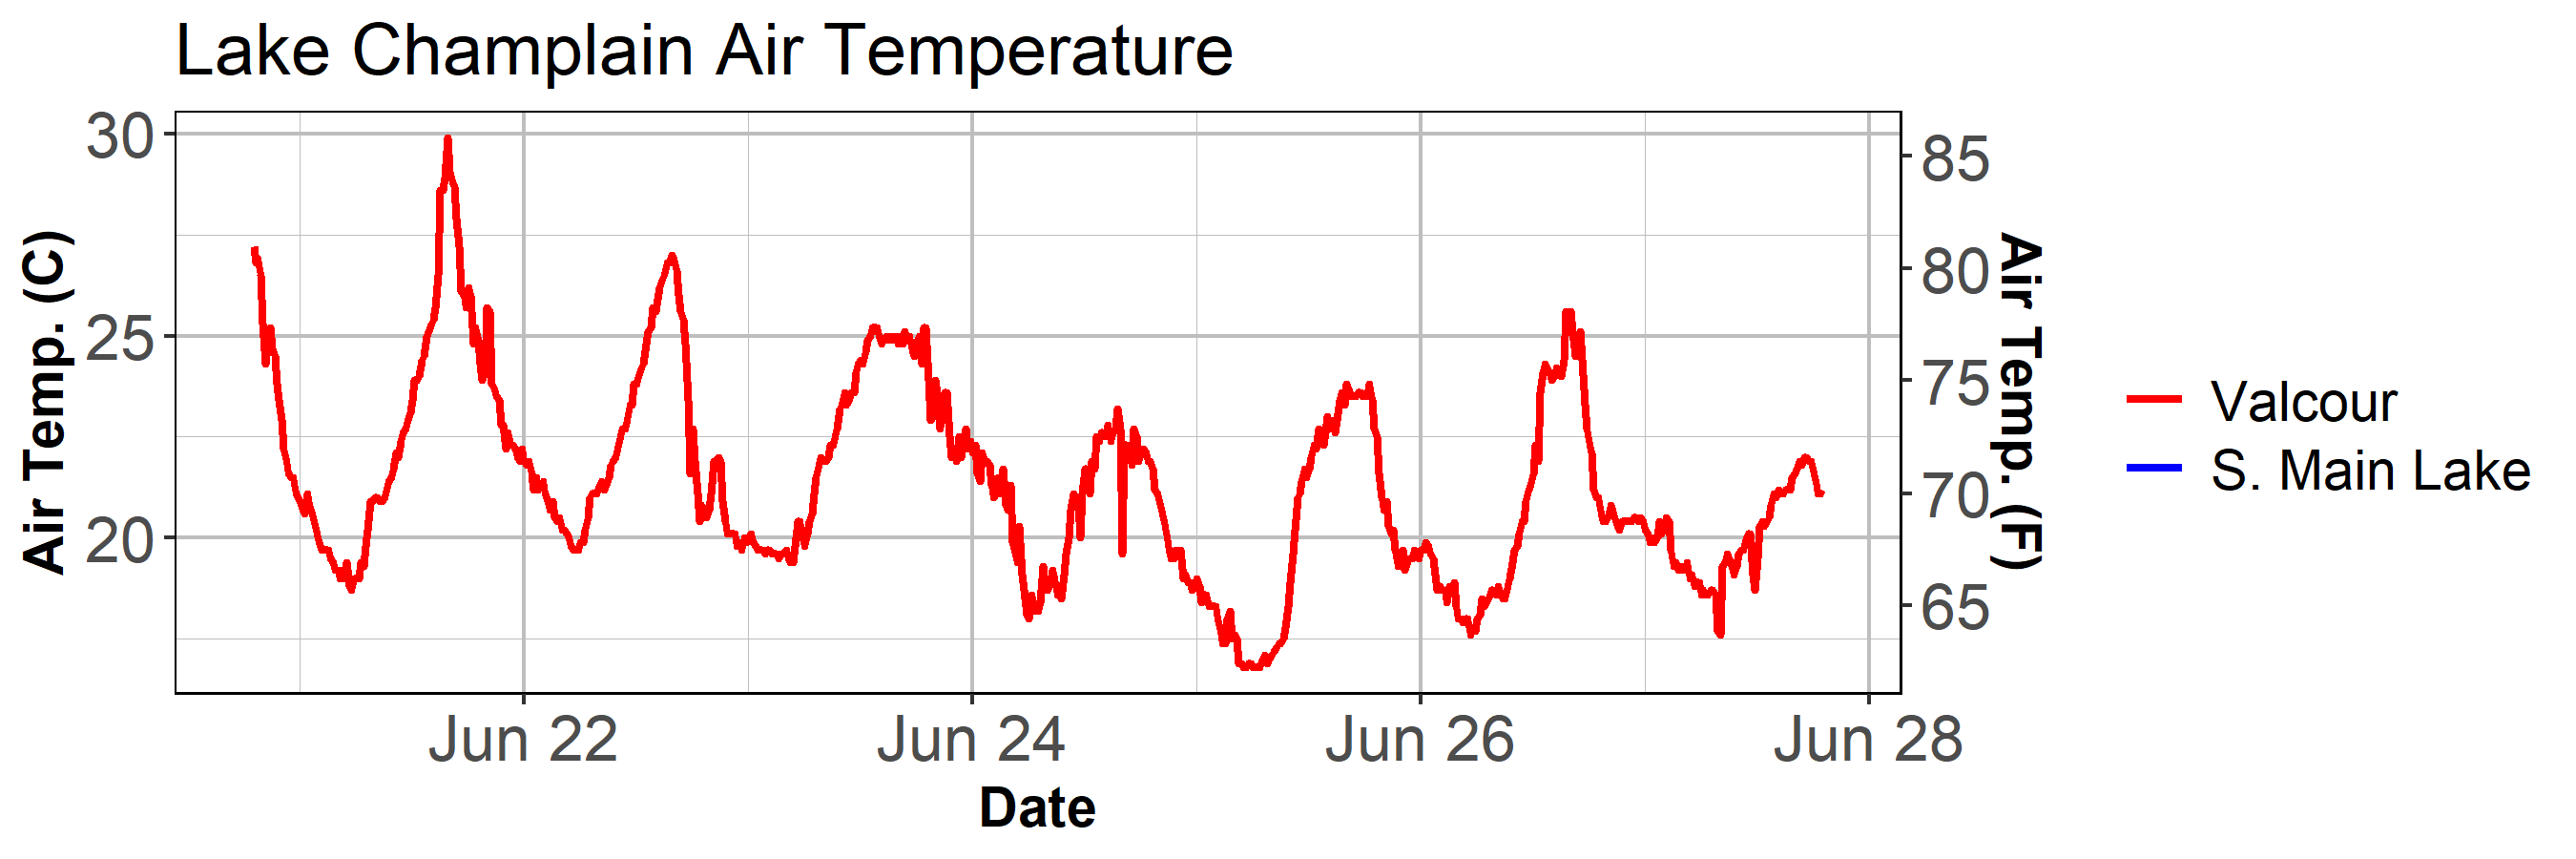 Lake Champlain Air Temperature
30
25
20
Air Temp. (C)
85
80
75
70
65
Air Temp. (F)
Valcour
S. Main Lake
Jun 22
Jun 24
Jun 26
Jun 28
Date